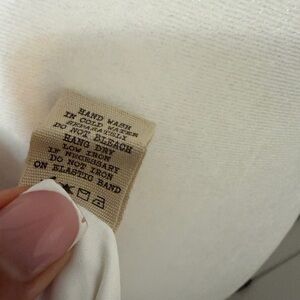 HAND WASH
IN COLD WATER
SEPARATELY
DO NOT BLEACH
HANG DRY
LOW IRON
IF NECESSARY
DO NOT IRON
ON ELASTIC BAND